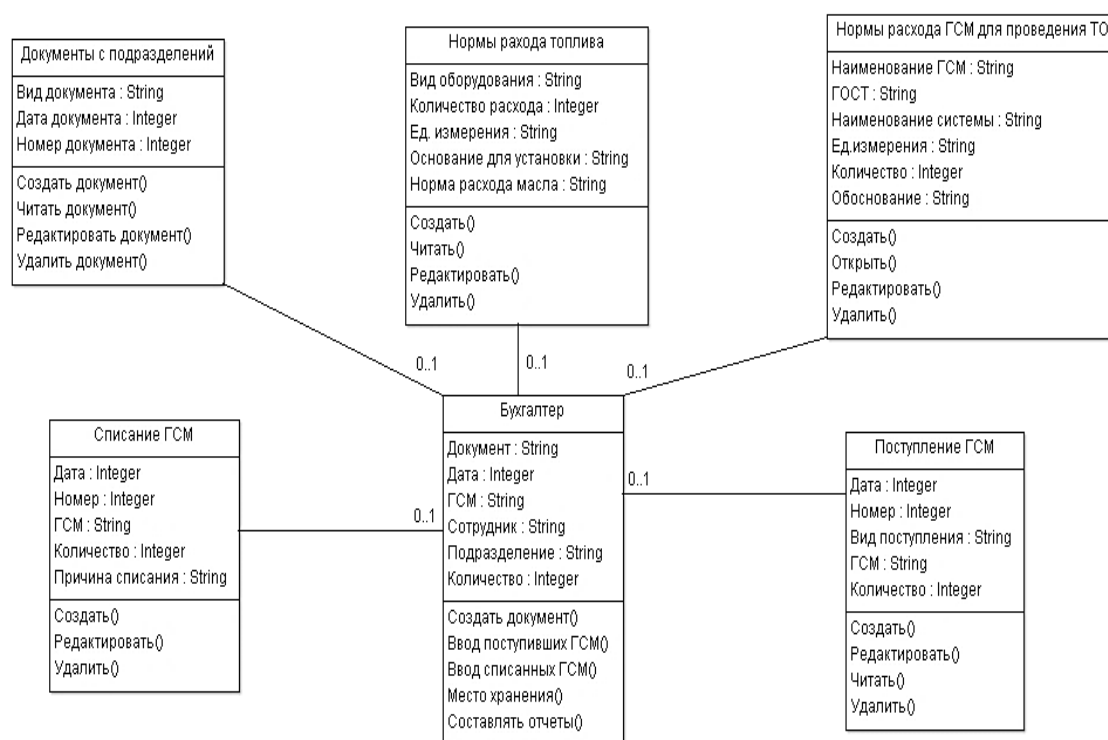 Документы с подразделений
Вид документа : String
Дата документа : Integer
Номер документа : Integer
Создать документ()
Читать документ()
Редактировать документ()
Удалить документ()
Нормы рахода топлива
Вид оборудования : String
Количество расхода : Integer
Ед. измерения : String
Основание для установки : String
Норма расхода масла : String
Создать()
Читать()
Редактировать()
Удалить()
Нормы расхода ГСМ для проведения ТО
Наименование ГСМ : String
ГОСТ : String
Наименование системы : String
Ед.измерения : String
Количество : Integer
Обоснование : String
Создать()
Открыть()
Редактировать()
Удалить()
0..1
0..1
0..1
Списание ГСМ
Дата : Integer
Номер : Integer
ГСМ : String
Количество : Integer
Причина списания : String
Создать()
Редактировать()
Удалить()
0..1
Бухгалтер
Документ : String
Дата : Integer
ГСМ : String
Сотрудник : String
Подразделение : String
Количество : Integer
Создать документ()
Ввод поступивших ГСМ()
Ввод списанных ГСМ()
Место хранения()
Составлять отчеты()
0..1
Поступление ГСМ
Дата : Integer
Номер : Integer
Вид поступления : String
ГСМ : String
Количество : Integer
Создать()
Редактировать()
Читать()
Удалить()